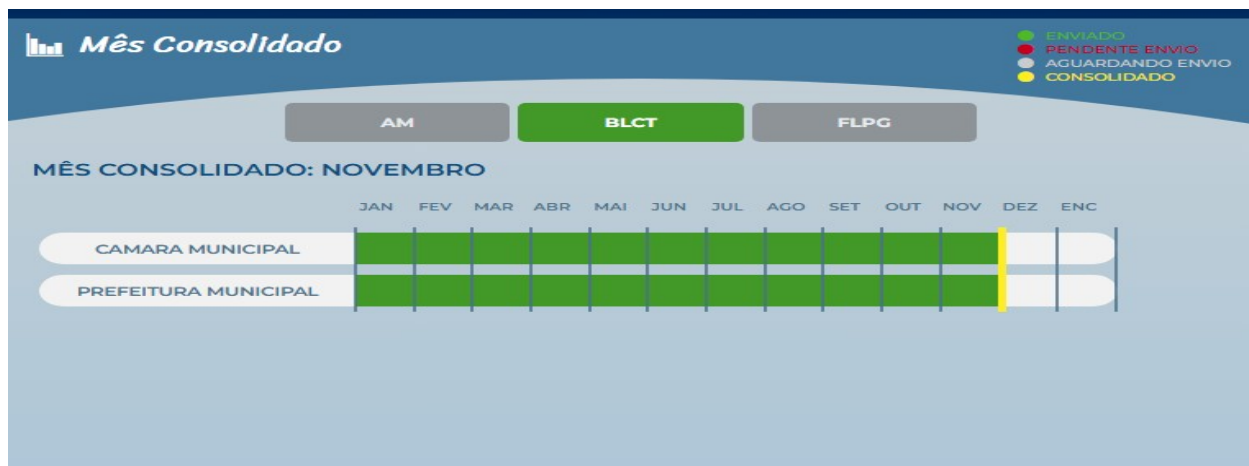 Mês Consolidado
ENVIADO
PENDENTE ENVIO
AGUARDANDO ENVIO
CONSOLIDADO
AM BLCT FLPG
MÊS CONSOLIDADO: NOVEMBRO
JAN FEV MAR ABR MAI JUN JUL AGO SET OUT NOV DEZ ENC
CAMARA MUNICIPAL
PREFEITURA MUNICIPAL